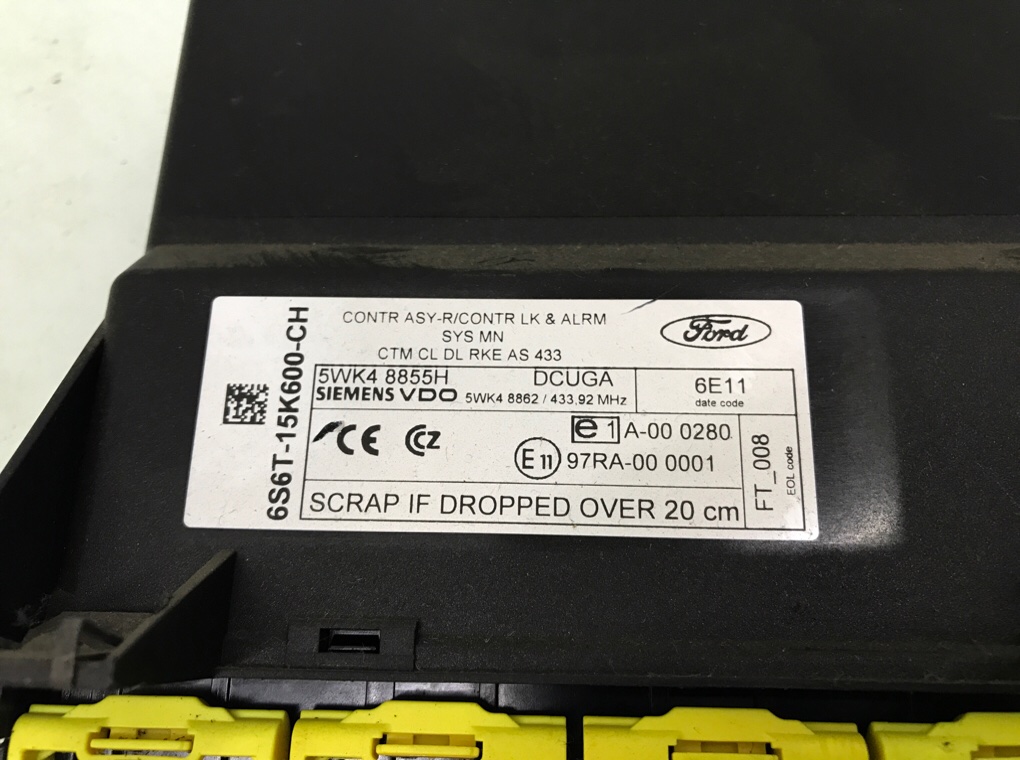 CONTR ASY-R/CONTR LK & ALRM
SYS MN
CTM CL DL RKE AS 433
Ford
6S6T-15K600-CH
5WK4 8855H DCUGA
SIEMENS VDO 5WK4 8862 / 433.92 MHz
6E11
date code
CE CZ
e 1 A-00 0280
E 11 97RA-00 0001
FT_008
EOL code
SCRAP IF DROPPED OVER 20 cm